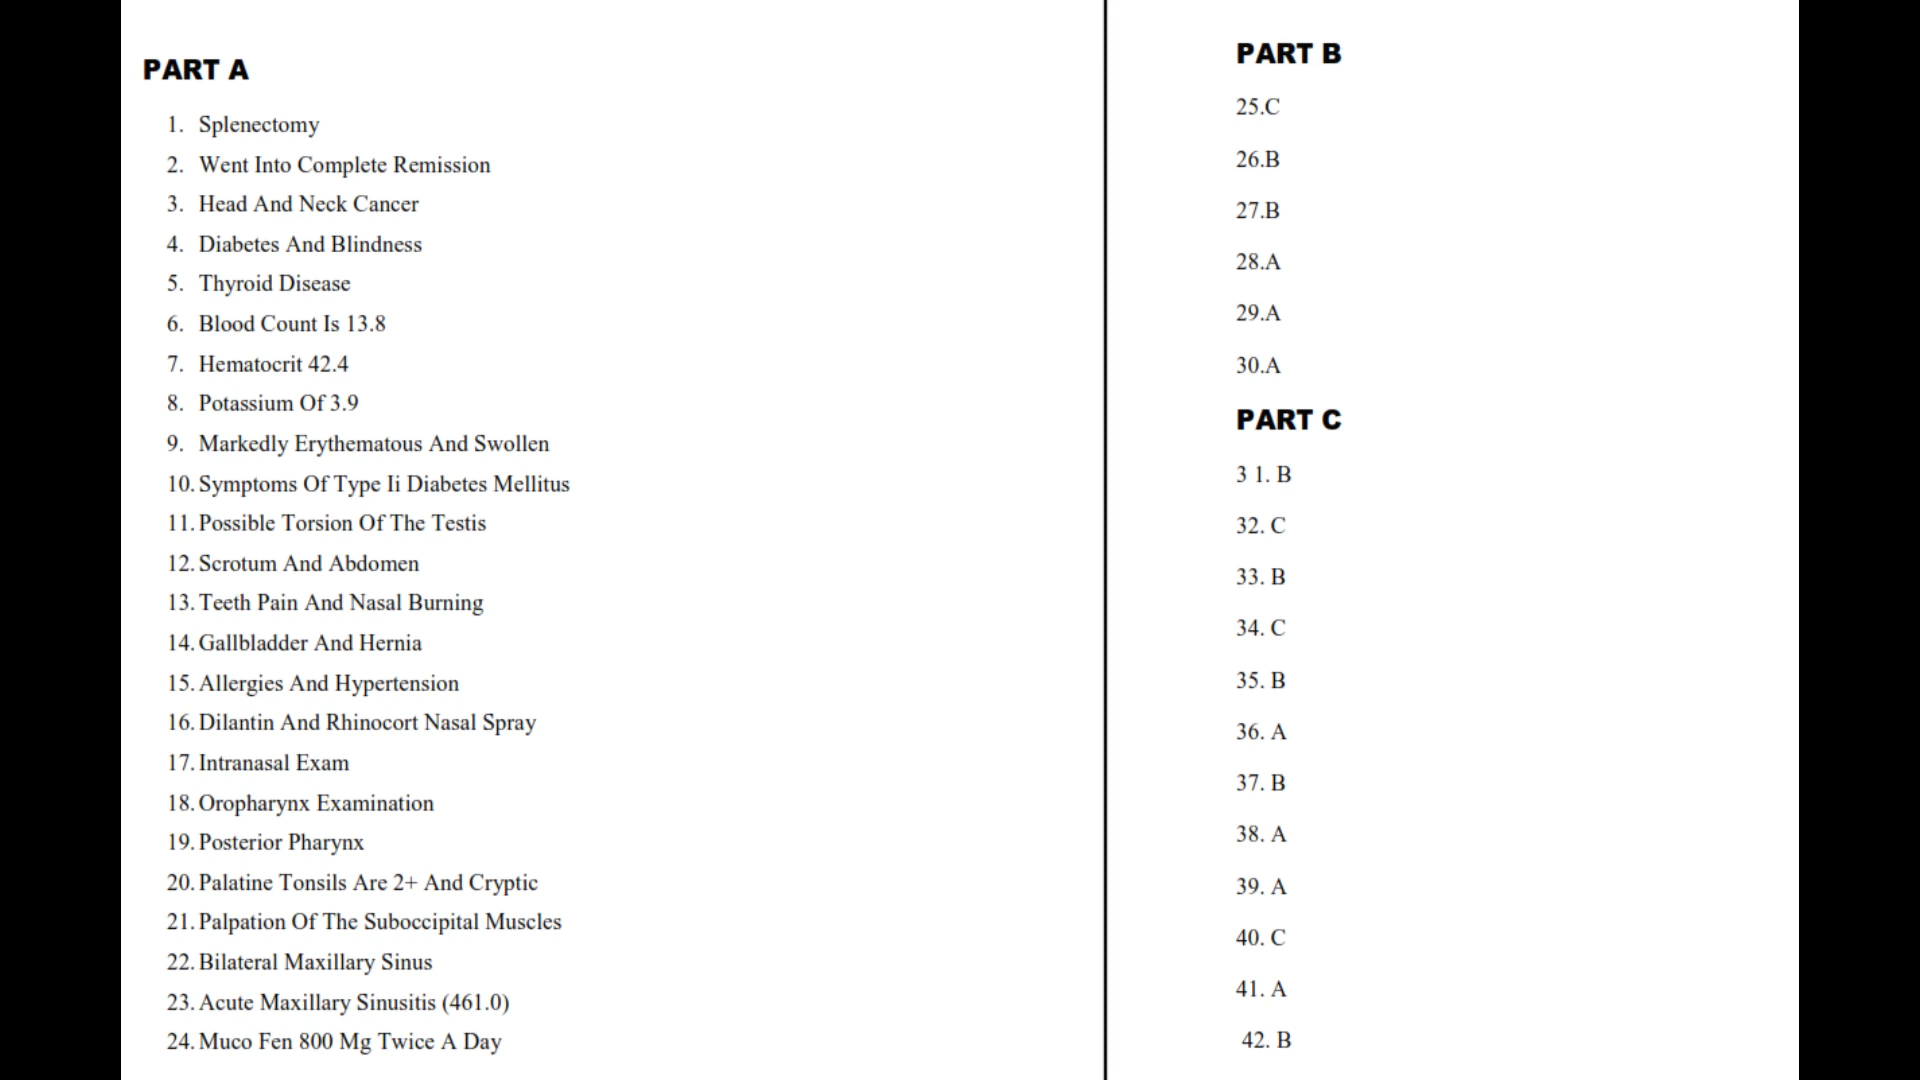 PART A
1. Splenectomy
2. Went Into Complete Remission
3. Head And Neck Cancer
4. Diabetes And Blindness
5. Thyroid Disease
6. Blood Count Is 13.8
7. Hematocrit 42.4
8. Potassium Of 3.9
9. Markedly Erythematous And Swollen
10. Symptoms Of Type Ii Diabetes Mellitus
11. Possible Torsion Of The Testis
12. Scrotum And Abdomen
13. Teeth Pain And Nasal Burning
14. Gallbladder And Hernia
15. Allergies And Hypertension
16. Dilantin And Rhinocort Nasal Spray
17. Intranasal Exam
18. Oropharynx Examination
19. Posterior Pharynx
20. Palatine Tonsils Are 2+ And Cryptic
21. Palpation Of The Suboccipital Muscles
22. Bilateral Maxillary Sinus
23. Acute Maxillary Sinusitis (461.0)
24. Muco Fen 800 Mg Twice A Day
PART B
25.C
26.B
27.B
28.A
29.A
30.A
PART C
3 1. B
32. C
33. B
34. C
35. B
36. A
37. B
38. A
39. A
40. C
41. A
42. B